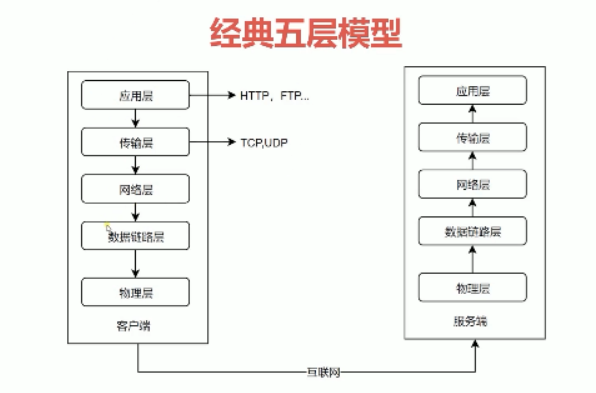 经典五层模型
应用层
HTTP，FTP...
传输层
TCP,UDP
网络层
数据链路层
物理层
客户端
应用层
传输层
网络层
数据链路层
物理层
服务端
互联网